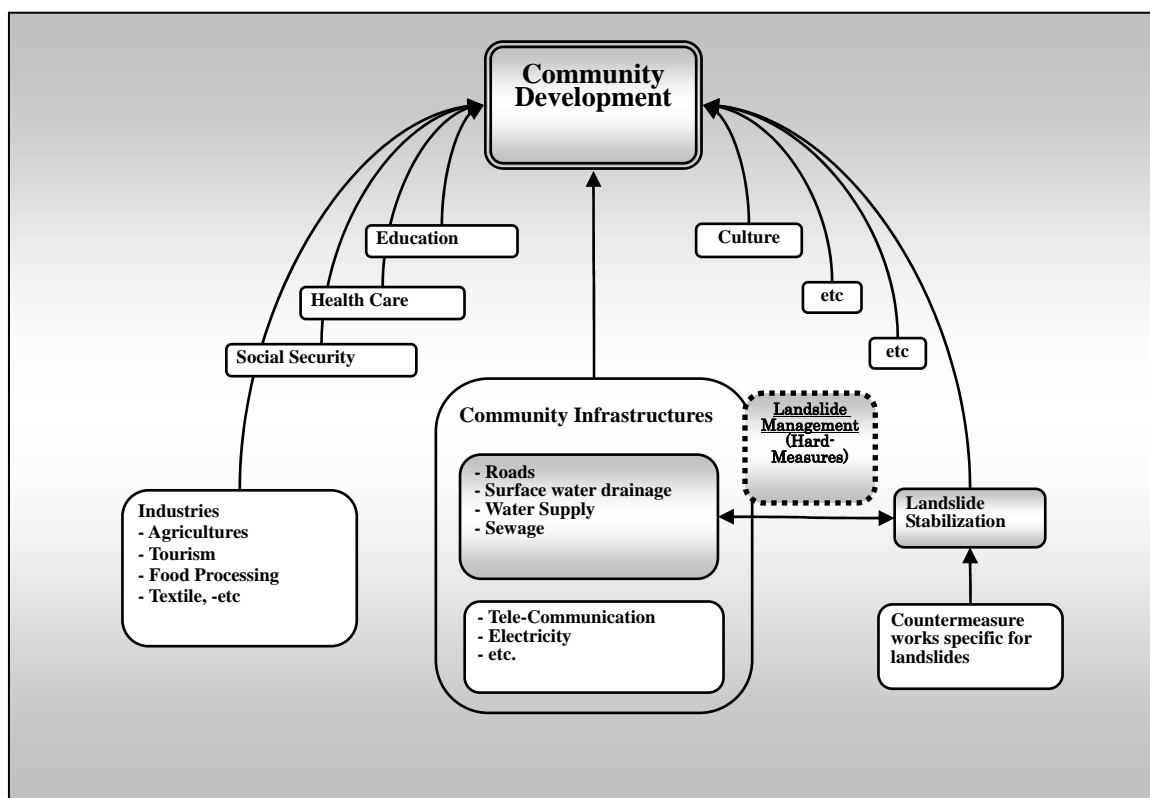 Community
Development
Education
Culture
Health Care
etc
Social Security
etc
Community Infrastructures
- Roads
- Surface water drainage
- Water Supply
- Sewage
- Tele-Communication
- Electricity
- etc.
Landslide
Management
(Hard-
Measures)
Industries
- Agricultures
- Tourism
- Food Processing
- Textile, -etc
Landslide
Stabilization
Countermeasure
works specific for
landslides